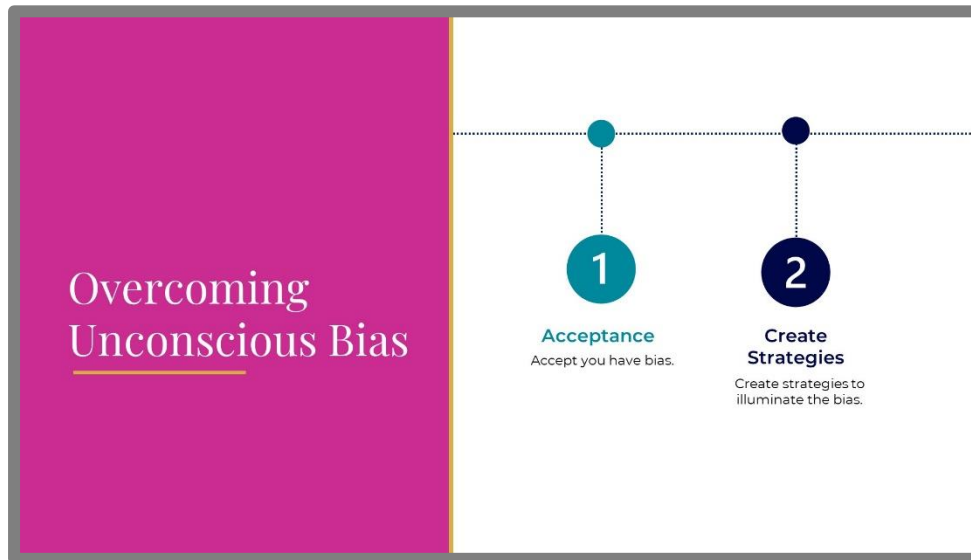 Overcoming
Unconscious Bias
1
2
Acceptance
Accept you have bias.
Create
Strategies
Create strategies to
illuminate the bias.